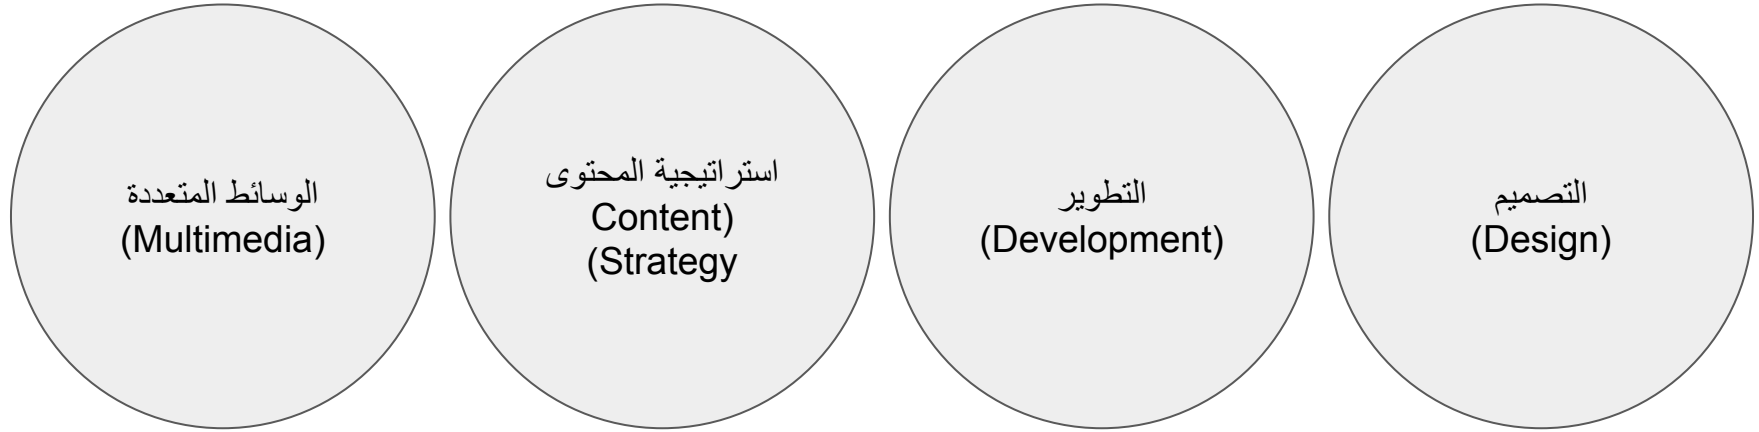 التصميم
(Design)
التطوير
(Development)
استراتيجية المحتوى
Content)
(Strategy
الوسائط المتعددة
(Multimedia)